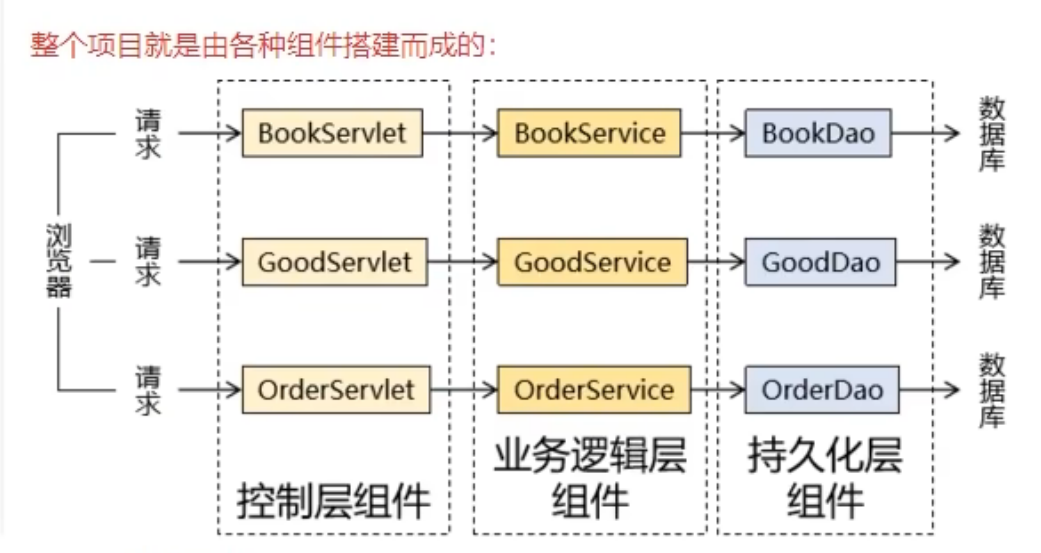 整个项目就是由各种组件搭建而成的：
浏览器
请求
BookServlet
BookService
BookDao
数据库
请求
GoodServlet
GoodService
GoodDao
数据库
请求
OrderServlet
OrderService
OrderDao
数据库
控制层组件
业务逻辑层
组件
持久化层
组件